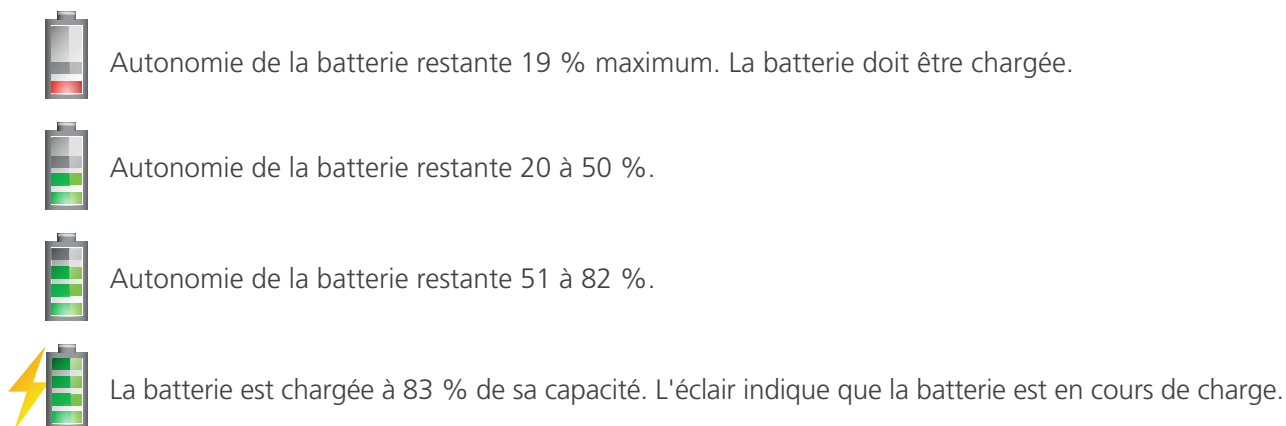 Autonomie de la batterie restante 19 % maximum. La batterie doit être chargée.
Autonomie de la batterie restante 20 à 50 %.
Autonomie de la batterie restante 51 à 82 %.
La batterie est chargée à 83 % de sa capacité. L'éclair indique que la batterie est en cours de charge.